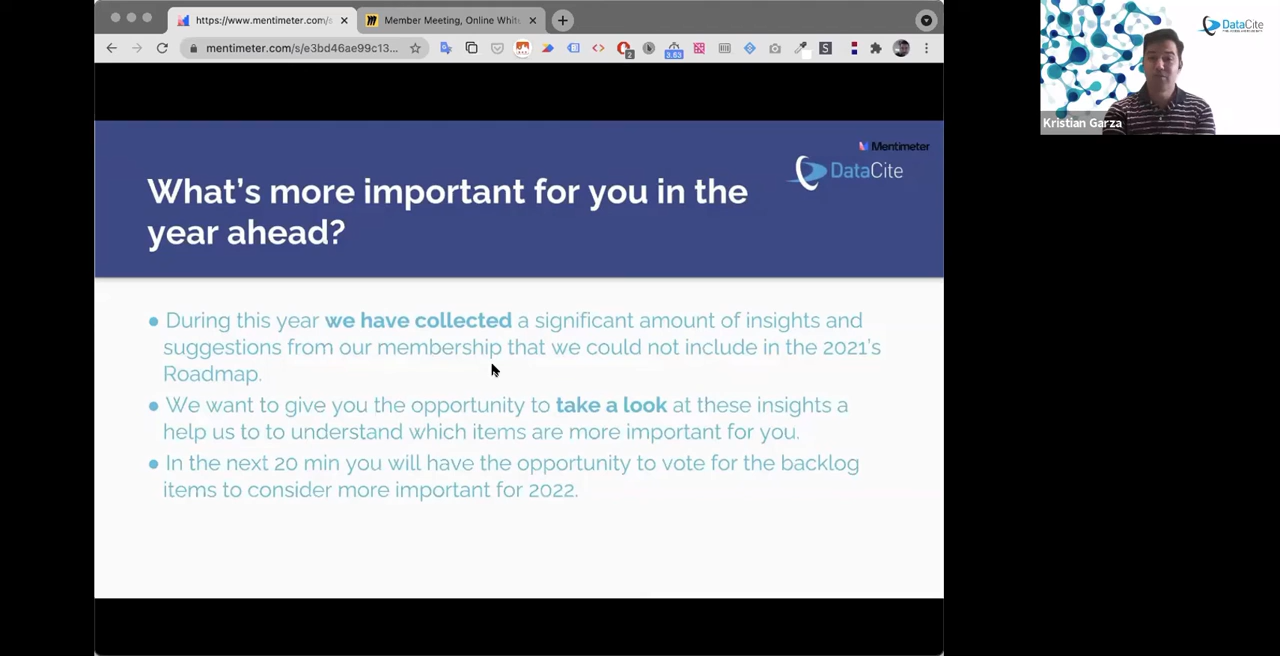 https://www.mentimeter.com/s
Member Meeting, Online Whit
mentimeter.com/s/e3bd46ae99c13...
2
3.63
S
DataCite
Kristian Garza
Mentimeter
DataCite
What's more important for you in the
year ahead?
● During this year we have collected a significant amount of insights and
suggestions from our membership that we could not include in the 2021's
Roadmap.
● We want to give you the opportunity to take a look at these insights a
help us to to understand which items are more important for you.
● In the next 20 min you will have the opportunity to vote for the backlog
items to consider more important for 2022.